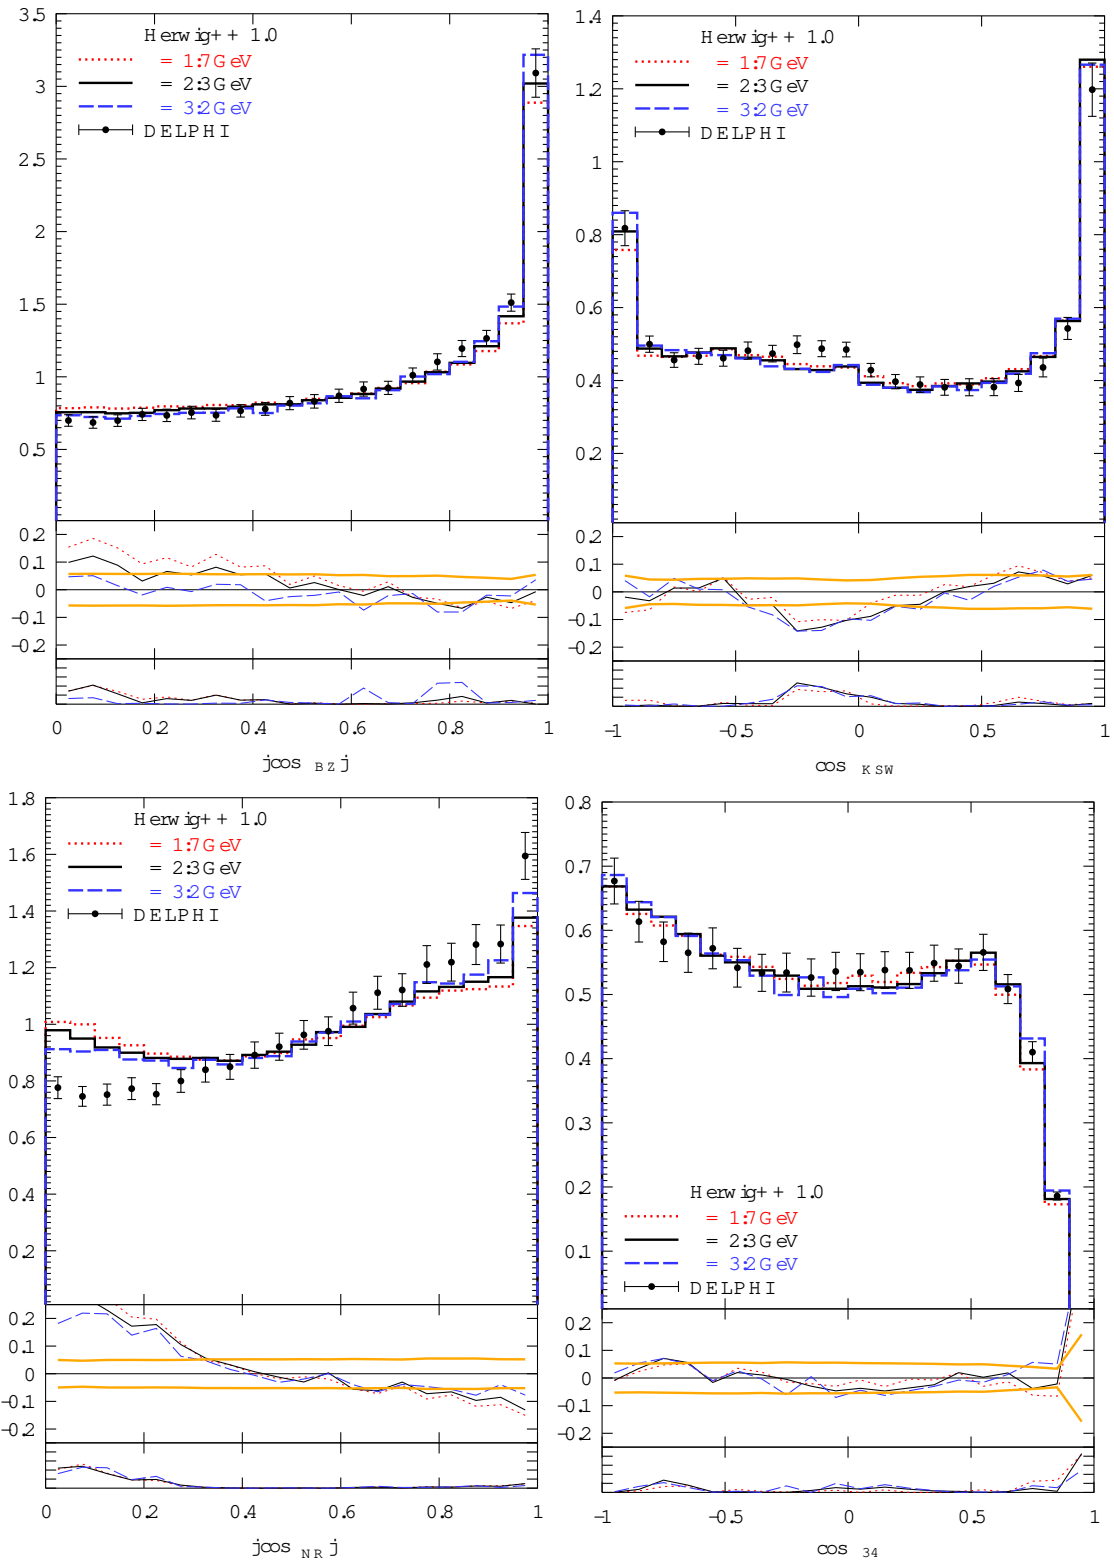 3.5
3
2.5
2
1.5
1
0.5
Herwig++ 1.0
= 1:7 GeV
= 2:3 GeV
= 3:2 GeV
DELPHI
0.2
0.1
0
−0.1
−0.2
0 0.2 0.4 0.6 0.8 1
jcos BZ j
1.4
1.2
1
0.8
0.6
0.4
0.2
Herwig++ 1.0
= 1:7 GeV
= 2:3 GeV
= 3:2 GeV
DELPHI
0.2
0.1
0
−0.1
−0.2
−1 −0.5 0 0.5 1
cos KSW
1.8
1.6
1.4
1.2
1.0
0.8
0.6
0.4
0.2
Herwig++ 1.0
= 1:7 GeV
= 2:3 GeV
= 3:2 GeV
DELPHI
0.2
0.1
0
−0.1
−0.2
0 0.2 0.4 0.6 0.8 1
jcos NR j
0.8
0.7
0.6
0.5
0.4
0.3
0.2
0.1
Herwig++ 1.0
= 1:7 GeV
= 2:3 GeV
= 3:2 GeV
DELPHI
0.2
0.1
0
−0.1
−0.2
−1 −0.5 0 0.5 1
cos 34